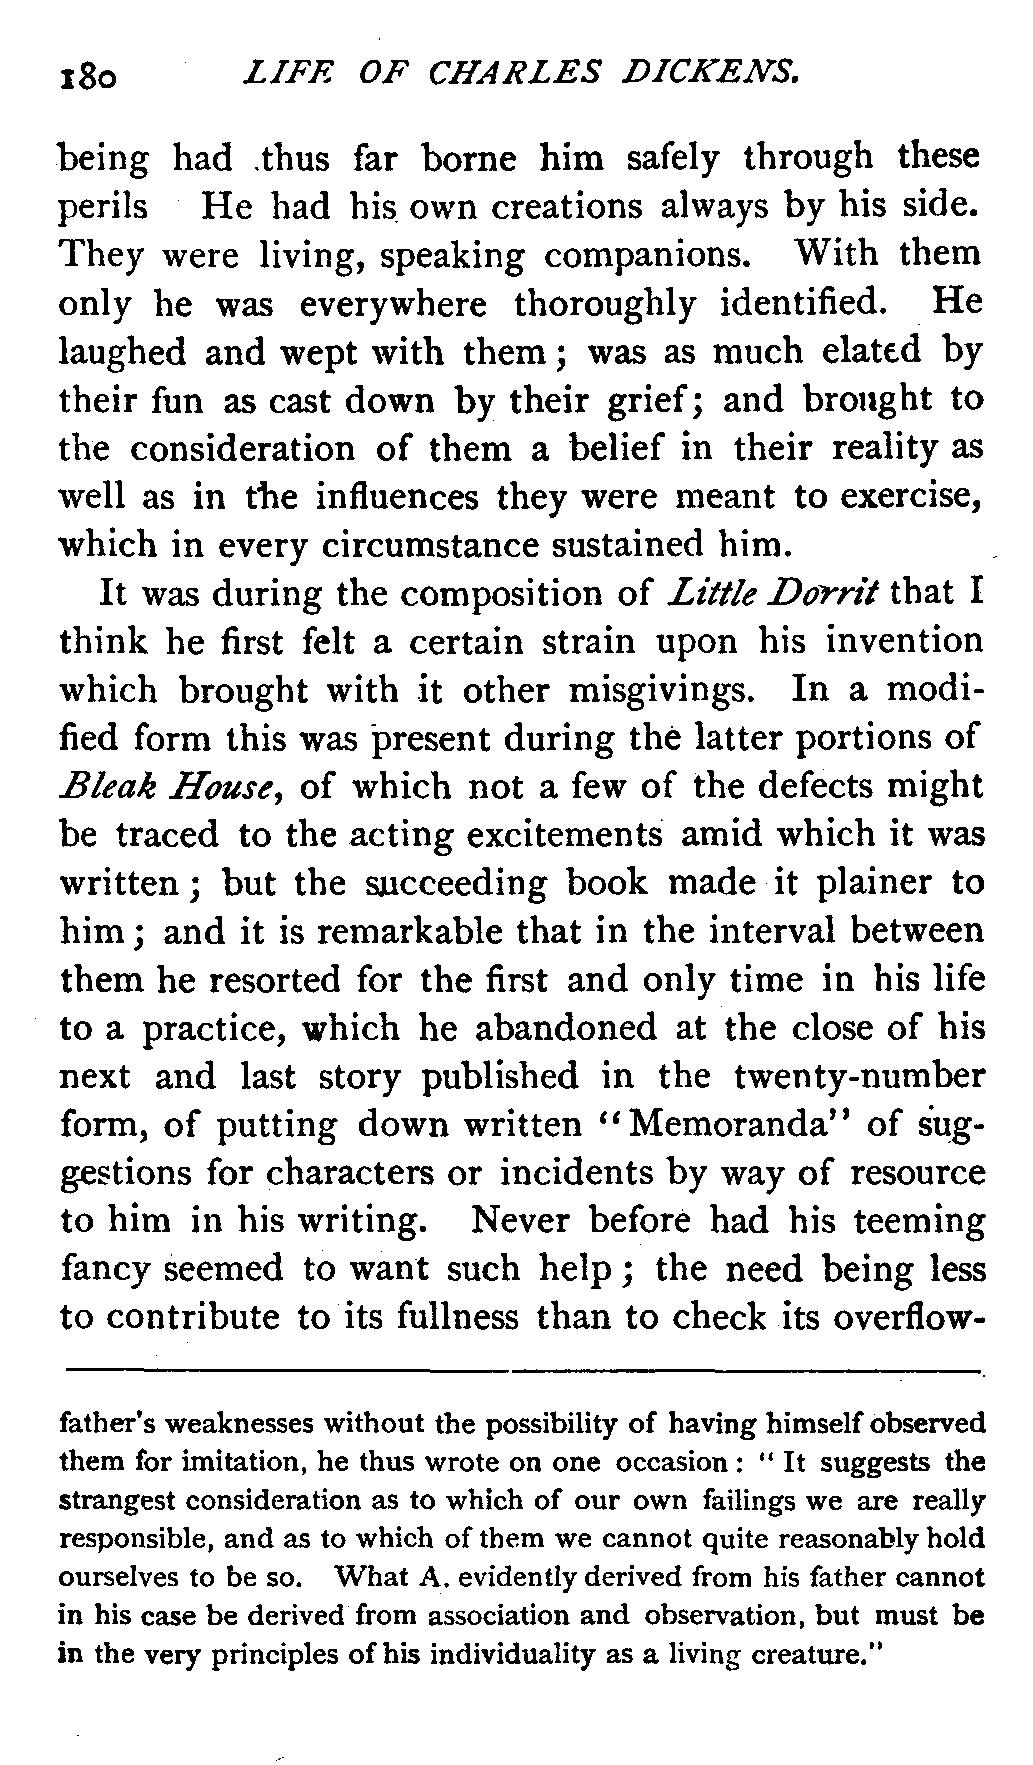 180 LIFE OF CHARLES DICKENS.
being had thus far borne him safely through these
perils He had his own creations always by his side.
They were living, speaking companions. With them
only he was everywhere thoroughly identified. He
laughed and wept with them ; was as much elated by
their fun as cast down by their grief; and brought to
the consideration of them a belief in their reality as
well as in the influences they were meant to exercise,
which in every circumstance sustained him.
It was during the composition of Little Dorrit that I
think he first felt a certain strain upon his invention
which brought with it other misgivings. In a modi-
fied form this was present during the latter portions of
Bleak House, of which not a few of the defects might
be traced to the acting excitements amid which it was
written ; but the succeeding book made it plainer to
him ; and it is remarkable that in the interval between
them he resorted for the first and only time in his life
to a practice, which he abandoned at the close of his
next and last story published in the twenty-number
form, of putting down written "Memoranda" of sug-
gestions for characters or incidents by way of resource
to him in his writing. Never before had his teeming
fancy seemed to want such help ; the need being less
to contribute to its fullness than to check its overflow-
father's weaknesses without the possibility of having himself observed
them for imitation, he thus wrote on one occasion : " It suggests the
strangest consideration as to which of our own failings we are really
responsible, and as to which of them we cannot quite reasonably hold
ourselves to be so. What A. evidently derived from his father cannot
in his case be derived from association and observation, but must be
in the very principles of his individuality as a living creature."